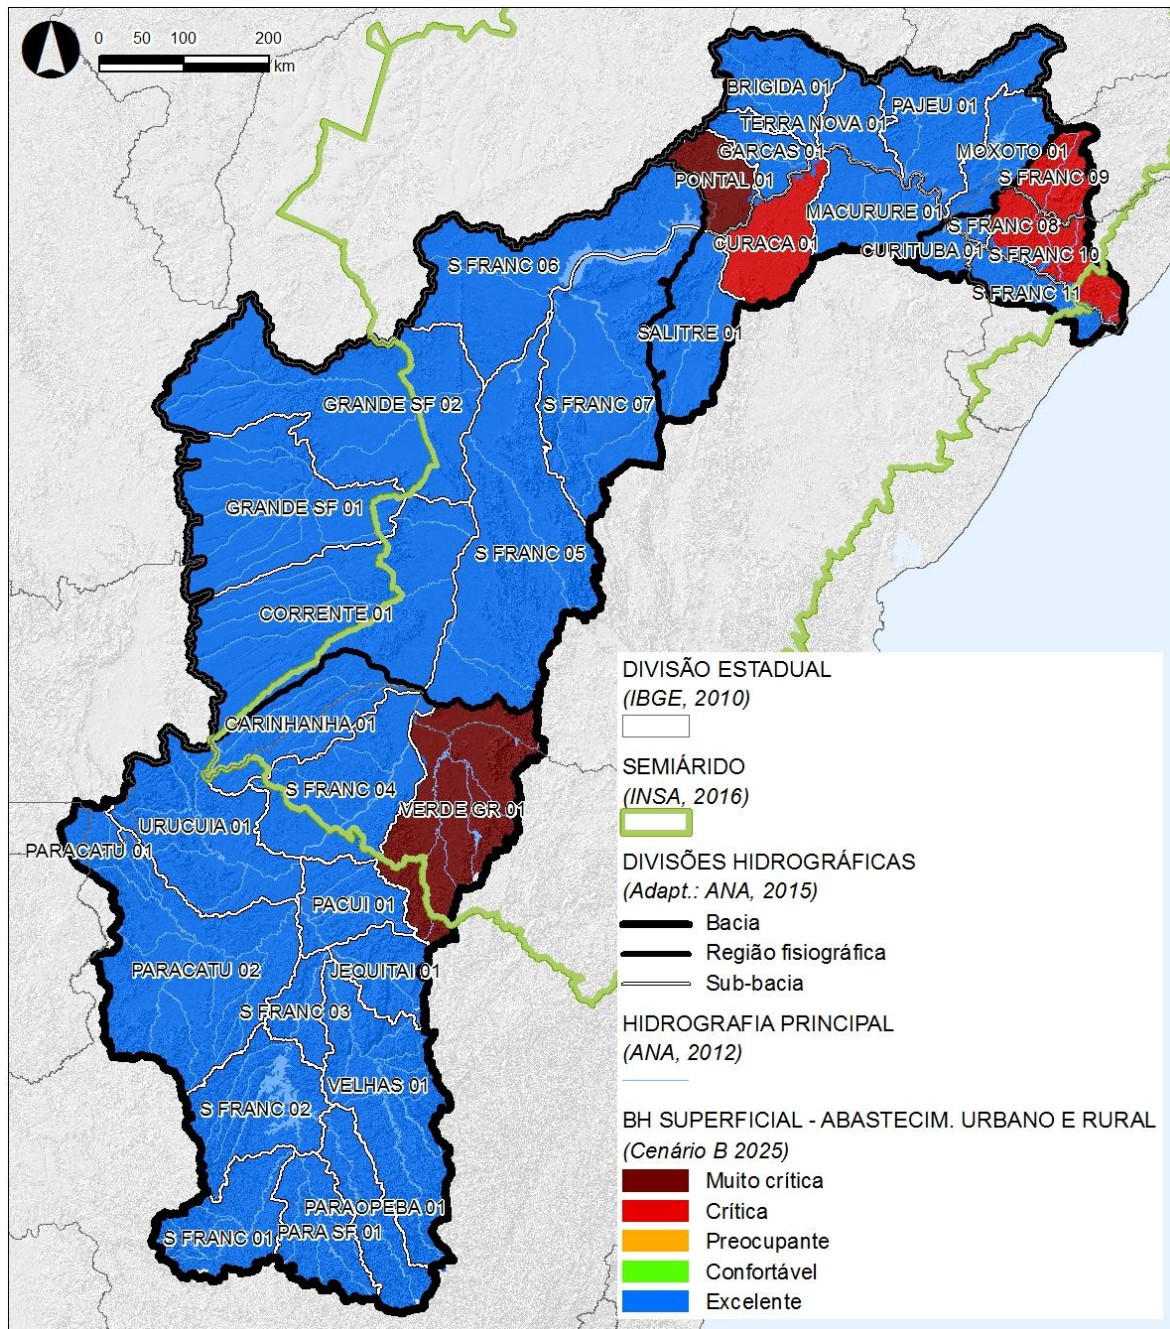 0 50 100 200
km
BRIGIDA 01
PAJEU 01
TERRA NOVA 01
GARCAS 01
MOXOTO 01
PONTAL 01
S FRANC 09
MACURURE 01
S FRANC 08
CURACA 01
CURITUBA 01
S FRANC 10
S FRANC 06
S FRANC 11
SALITRE 01
GRANDE SF 02
S FRANC 07
GRANDE SF 01
S FRANC 05
CORRENTE 01
CARINHANHA 01
S FRANC 04
VERDE GR 01
URUCUIA 01
PARACATU 01
PACUI 01
PARACATU 02
JEQUITAI 01
S FRANC 03
VELHAS 01
S FRANC 02
PARAOPEBA 01
S FRANC 01
PARA SF 01
DIVISÃO ESTADUAL
(IBGE, 2010)
SEMIÁRIDO
(INSA, 2016)
DIVISÕES HIDROGRÁFICAS
(Adapt.: ANA, 2015)
Bacia
Região fisiográfica
Sub-bacia
HIDROGRAFIA PRINCIPAL
(ANA, 2012)
BH SUPERFICIAL - ABASTECIM. URBANO E RURAL
(Cenário B 2025)
Muito crítica
Crítica
Preocupante
Confortável
Excelente